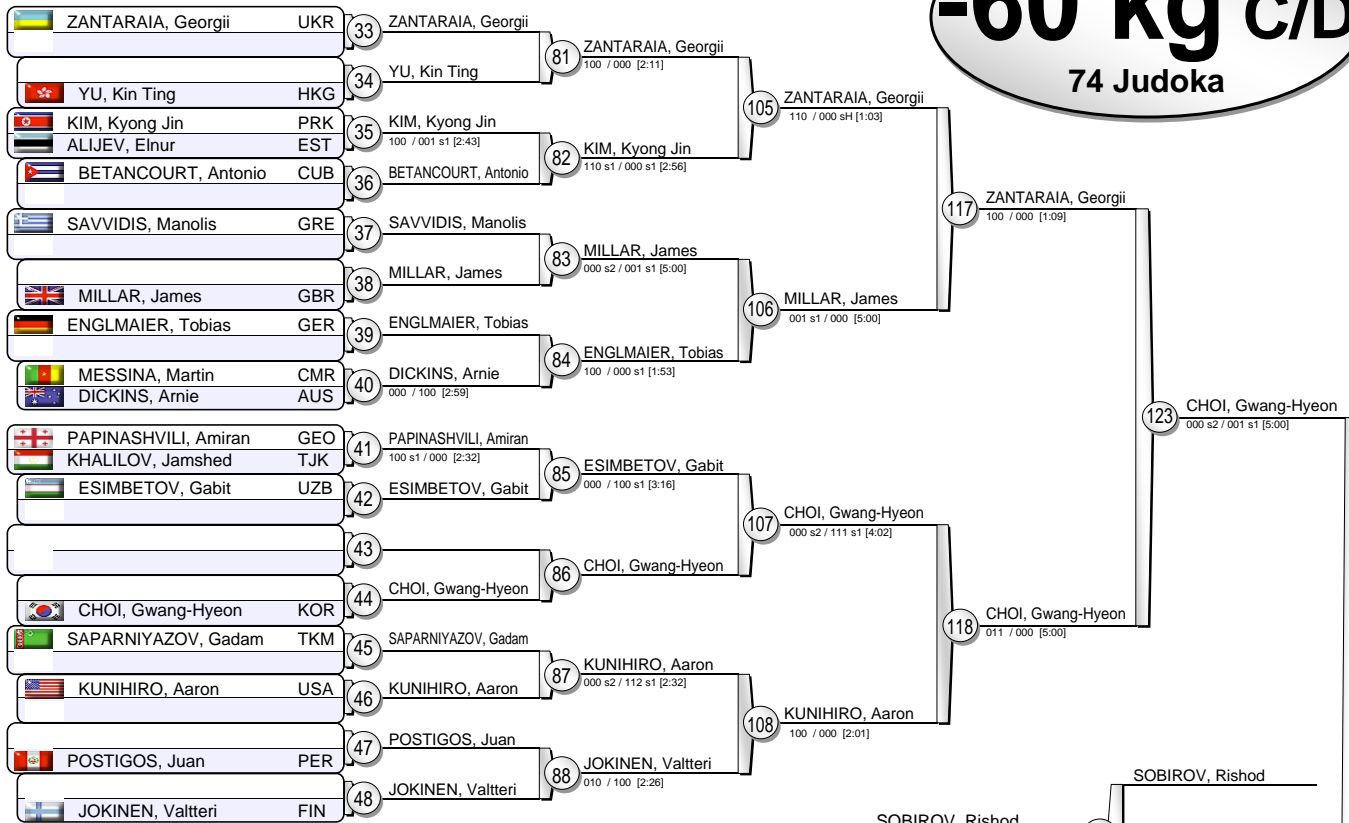 -60 kg C/D
74 Judoka
ZANTARAIA, Georgii UKR
33
34
YU, Kin Ting HKG
KIM, Kyong Jin PRK
35
ALIJEV, Elnur EST
BETANCOURT, Antonio CUB
36
SAVVIDIS, Manolis GRE
37
38
MILLAR, James GBR
ENGLMAIER, Tobias GER
39
MESSINA, Martin CMR
40
DICKINS, Arnie AUS
PAPINASHVILI, Amiran GEO
41
KHALILOV, Jamshed TJK
ESIMBETOV, Gabit UZB
42
43
44
CHOI, Gwang-Hyeon KOR
SAPARNIYAZOV, Gadam TKM
45
KUNIHIRO, Aaron USA
46
47
POSTIGOS, Juan PER
48
JOKINEN, Valtteri FIN
ZANTARAIA, Georgii
81
YU, Kin Ting
KIM, Kyong Jin
100 / 001 s1 [2:43]
82
BETANCOURT, Antonio
SAVVIDIS, Manolis
83
MILLAR, James
ENGLMAIER, Tobias
84
DICKINS, Arnie
000 / 100 [2:59]
PAPINASHVILI, Amiran
100 s1 / 000 [2:32]
85
ESIMBETOV, Gabit
86
CHOI, Gwang-Hyeon
SAPARNIYAZOV, Gadam
87
KUNIHIRO, Aaron
POSTIGOS, Juan
88
JOKINEN, Valtteri
ZANTARAIA, Georgii
100 / 000 [2:11]
105
KIM, Kyong Jin
110 s1 / 000 s1 [2:56]
MILLAR, James
000 s2 / 001 s1 [5:00]
106
ENGLMAIER, Tobias
100 / 000 s1 [1:53]
ESIMBETOV, Gabit
000 / 100 s1 [3:16]
107
CHOI, Gwang-Hyeon
KUNIHIRO, Aaron
000 s2 / 112 s1 [2:32]
108
JOKINEN, Valtteri
010 / 100 [2:26]
ZANTARAIA, Georgii
110 / 000 sH [1:03]
117
MILLAR, James
001 s1 / 000 [5:00]
CHOI, Gwang-Hyeon
000 s2 / 111 s1 [4:02]
118
KUNIHIRO, Aaron
100 / 000 [2:01]
ZANTARAIA, Georgii
100 / 000 [1:09]
123
CHOI, Gwang-Hyeon
011 / 000 [5:00]
CHOI, Gwang-Hyeon
000 s2 / 001 s1 [5:00]
SOBIROV, Rishod
SOBIROV, Rishod